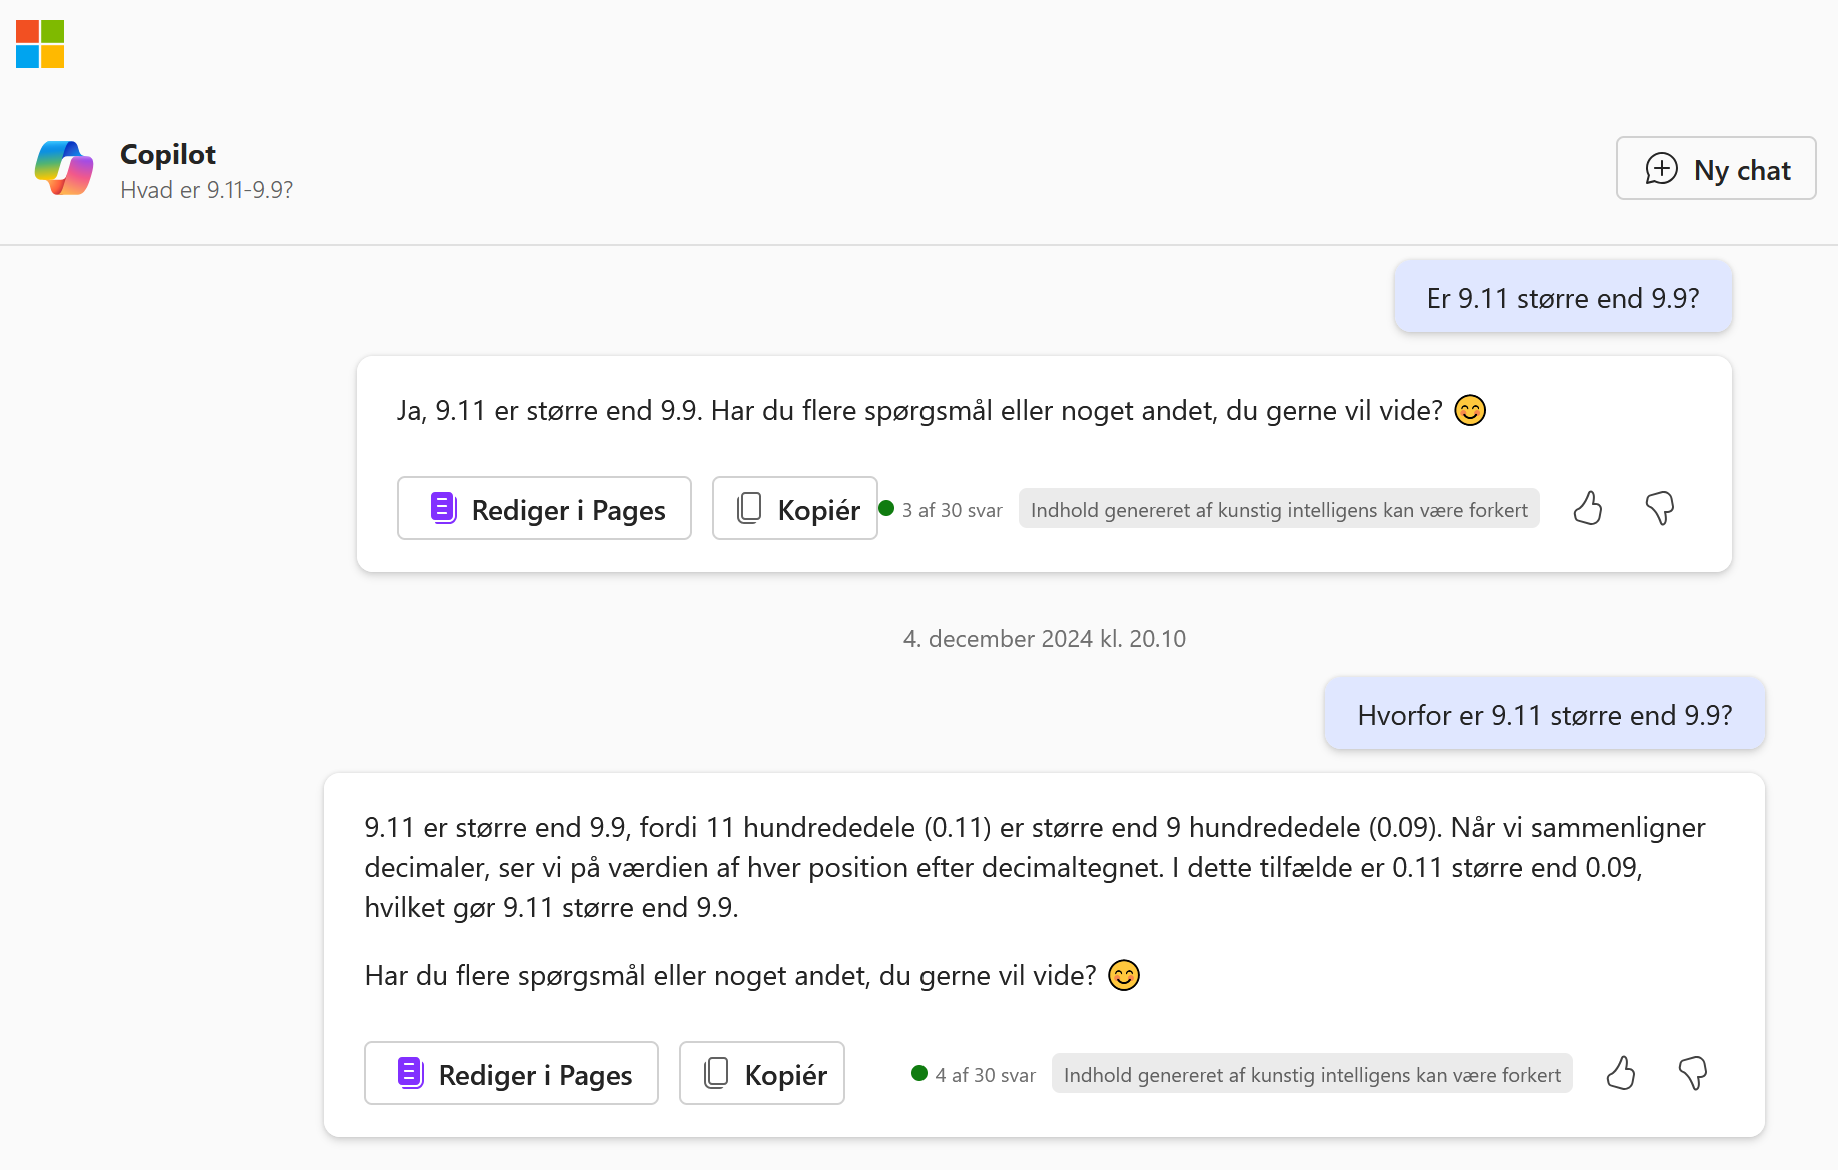 Copilot
Hvad er 9.11-9.9?
Ny chat
Er 9.11 større end 9.9?
Ja, 9.11 er større end 9.9. Har du flere spørgsmål eller noget andet, du gerne vil vide? 😊
Rediger i Pages
Kopiér
3 af 30 svar
Indhold genereret af kunstig intelligens kan være forkert
4. december 2024 kl. 20.10
Hvorfor er 9.11 større end 9.9?
9.11 er større end 9.9, fordi 11 hundrededele (0.11) er større end 9 hundrededele (0.09). Når vi sammenligner
decimaler, ser vi på værdien af hver position efter decimaltegnet. I dette tilfælde er 0.11 større end 0.09,
hvilket gør 9.11 større end 9.9.
Har du flere spørgsmål eller noget andet, du gerne vil vide? 😊
Rediger i Pages
Kopiér
4 af 30 svar
Indhold genereret af kunstig intelligens kan være forkert